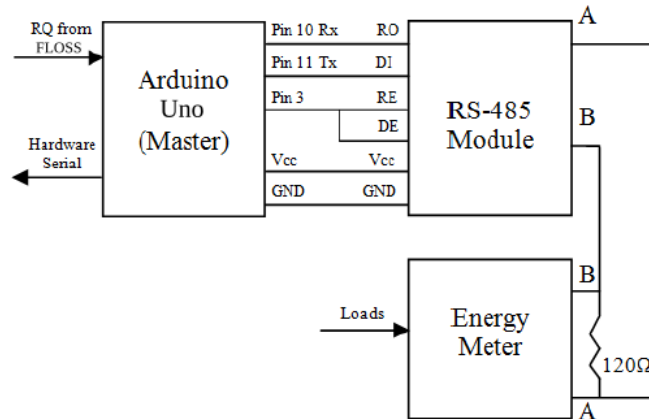 RQ from
FLOSS
Hardware
Serial
Arduino
Uno
(Master)
Pin 10 Rx
RO
Pin 11 Tx
DI
Pin 3
RE
DE
Vcc
Vcc
GND
GND
RS-485
Module
A
B
Loads
Energy
Meter
B
120Ω
A